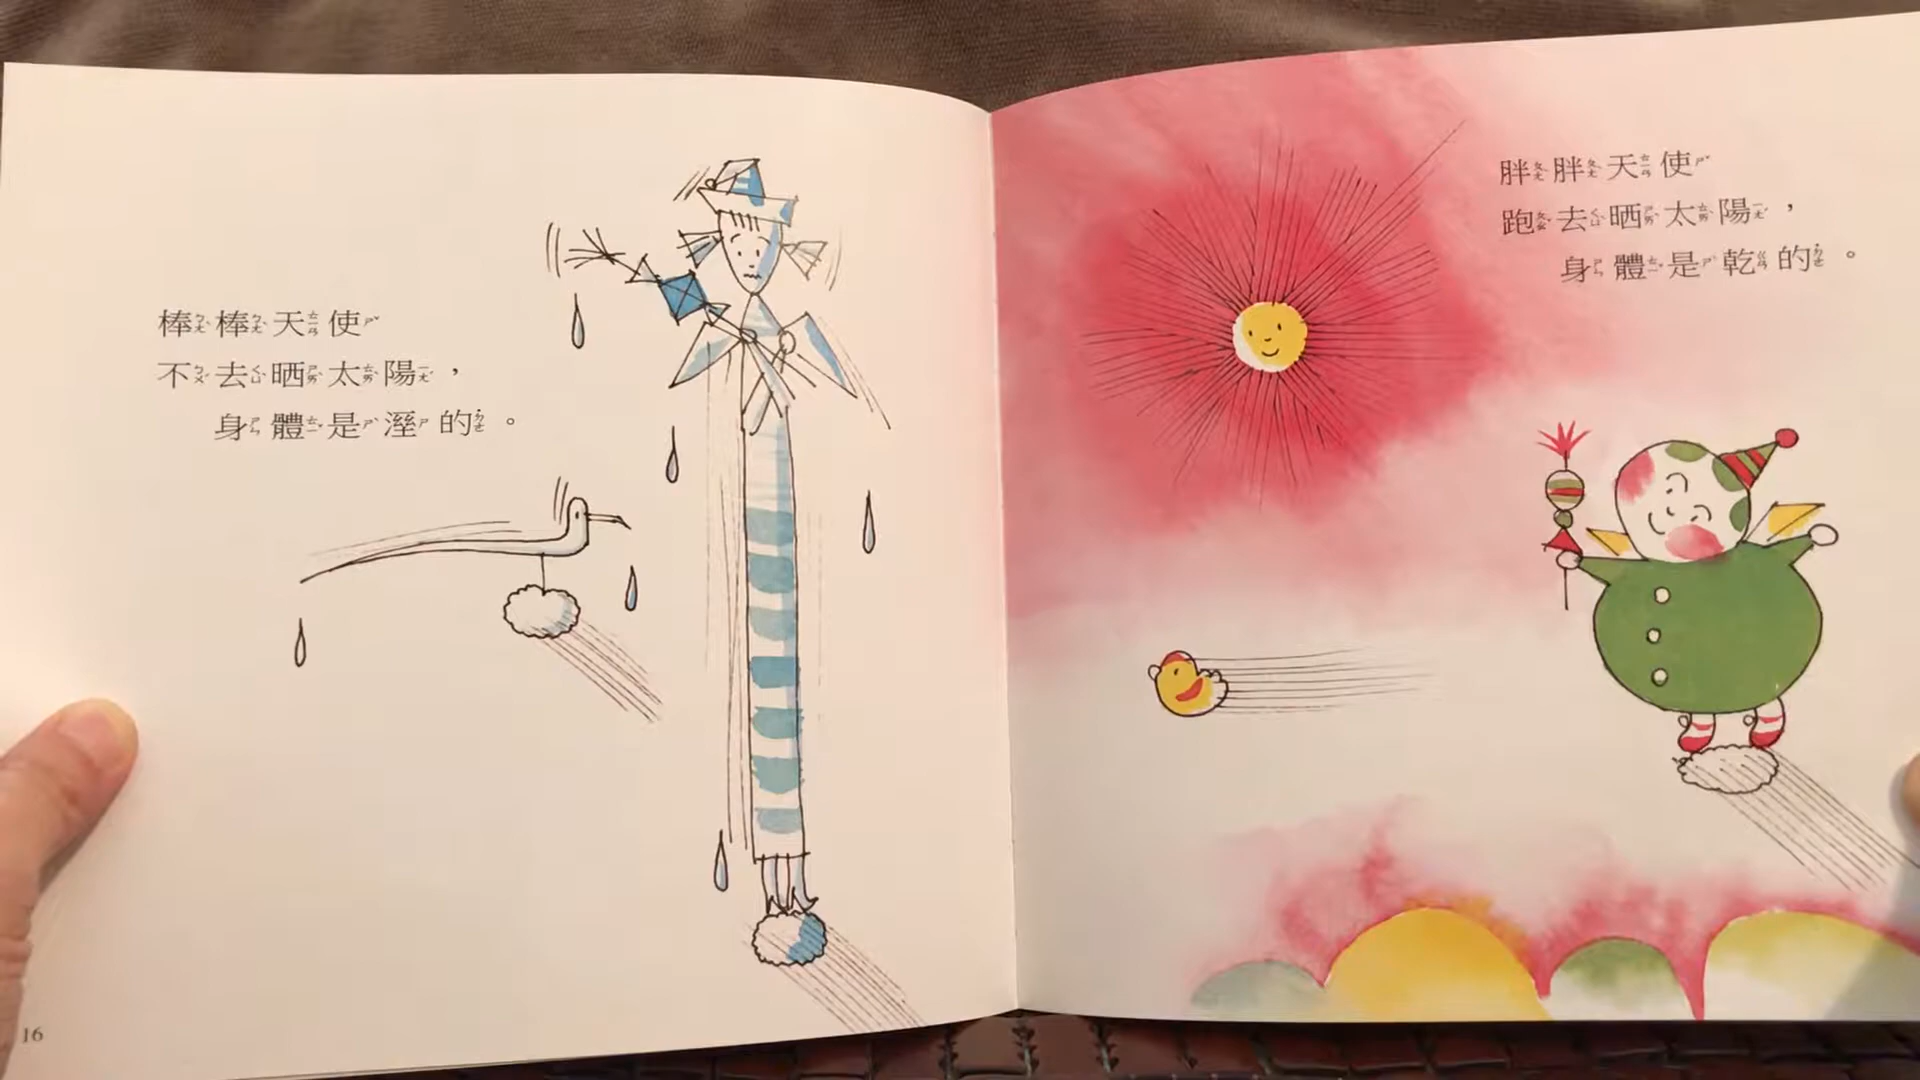 棒棒天使
不去晒太陽，
身體是溼的。
16
胖胖天使
跑去晒太陽，
身體是乾的。